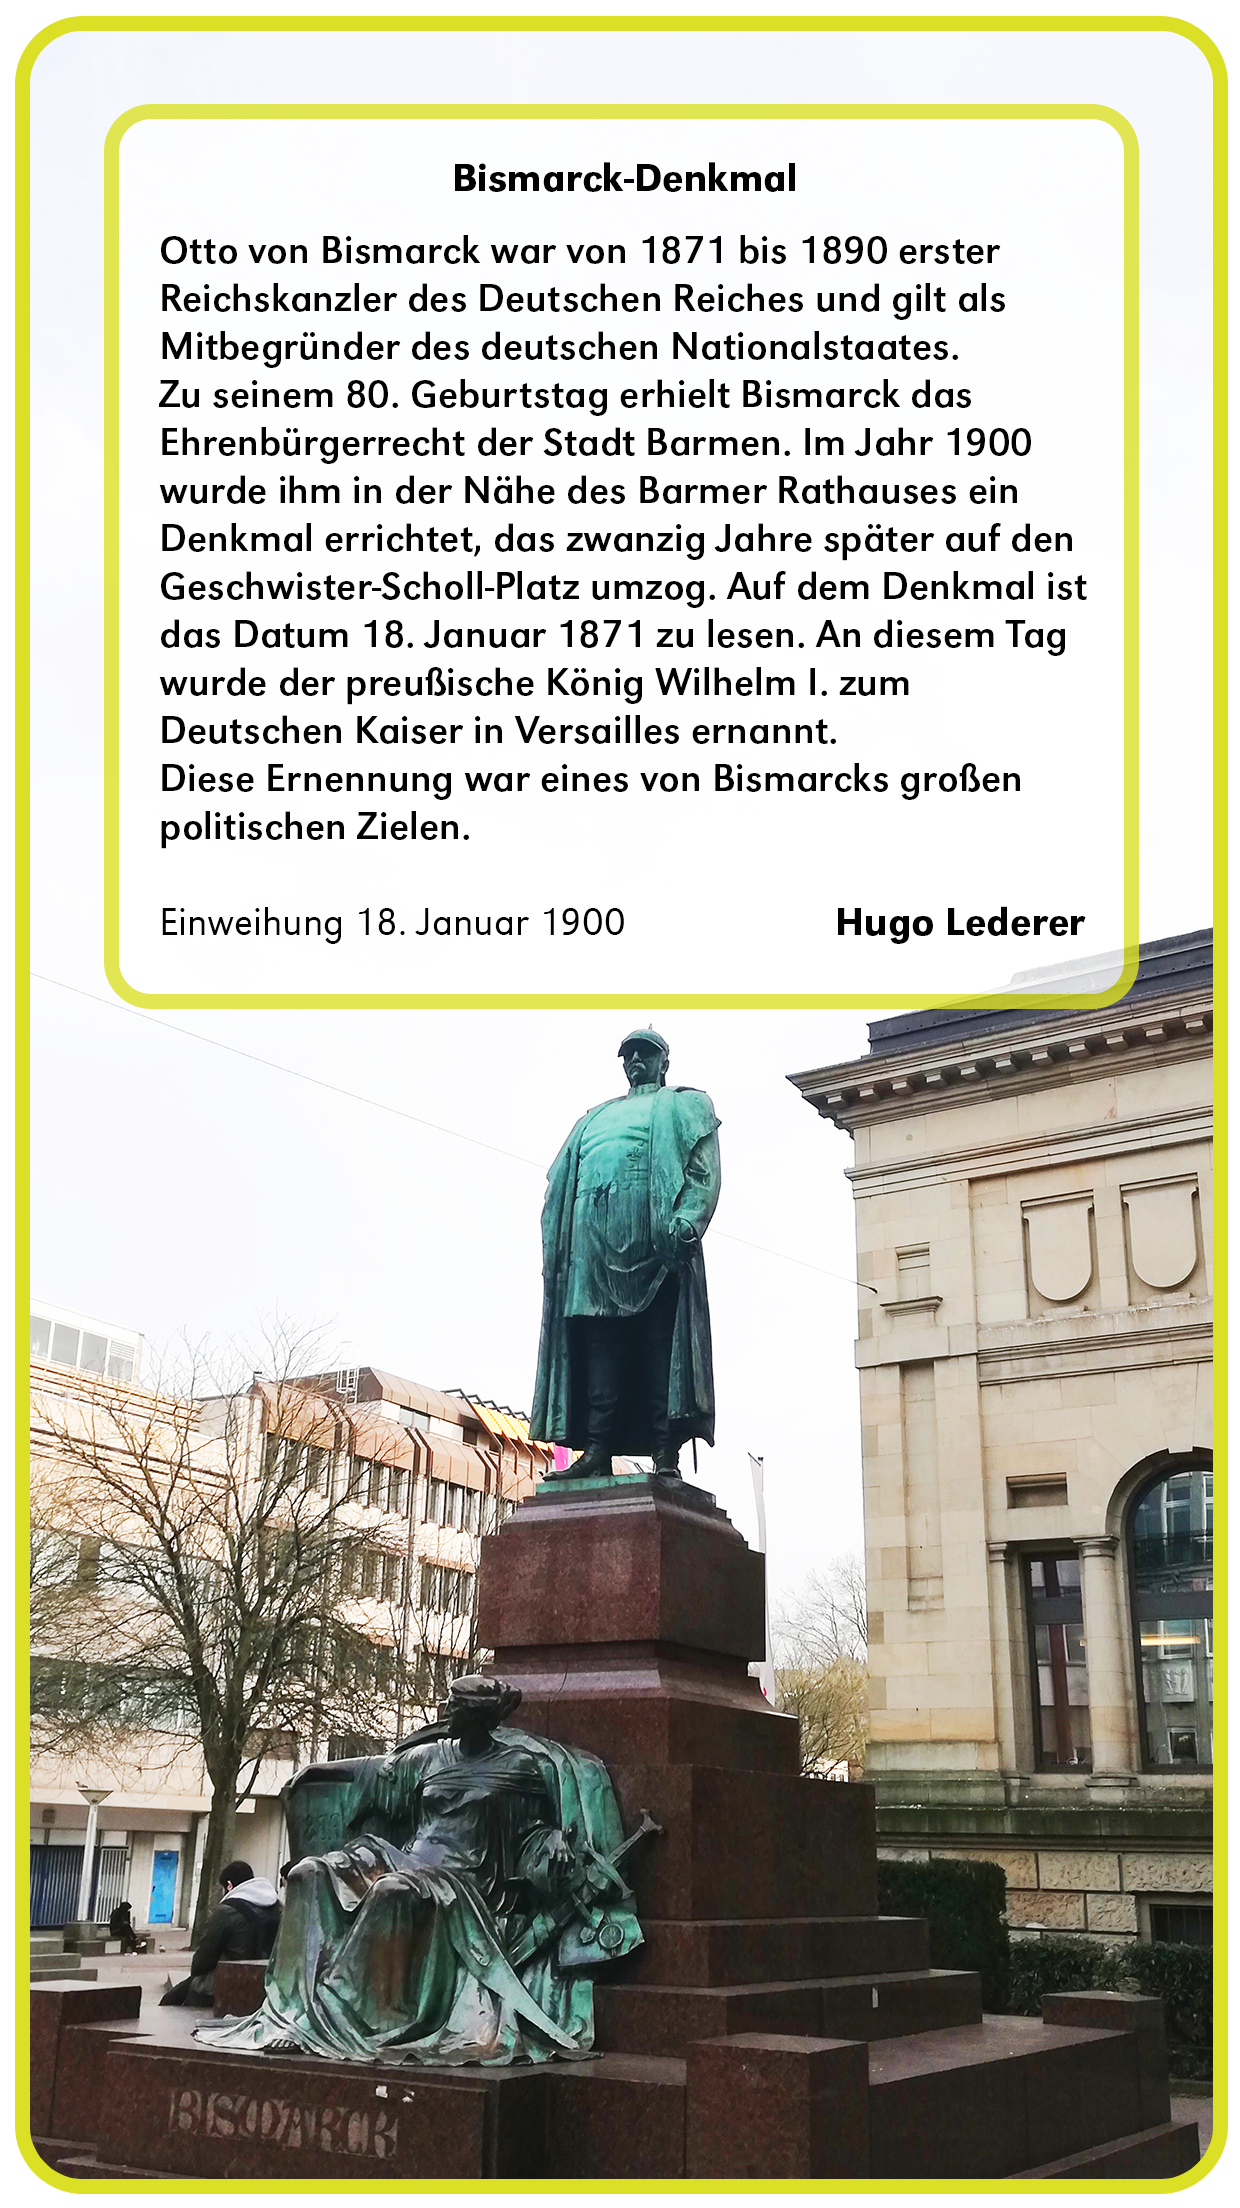 Bismarck-Denkmal
Otto von Bismarck war von 1871 bis 1890 erster
Reichskanzler des Deutschen Reiches und gilt als
Mitbegründer des deutschen Nationalstaates.
Zu seinem 80. Geburtstag erhielt Bismarck das
Ehrenbürgerrecht der Stadt Barmen. Im Jahr 1900
wurde ihm in der Nähe des Barmer Rathauses ein
Denkmal errichtet, das zwanzig Jahre später auf den
Geschwister-Scholl-Platz umzog. Auf dem Denkmal ist
das Datum 18. Januar 1871 zu lesen. An diesem Tag
wurde der preußische König Wilhelm I. zum
Deutschen Kaiser in Versailles ernannt.
Diese Ernennung war eines von Bismarcks großen
politischen Zielen.
Einweihung 18. Januar 1900 Hugo Lederer
BISMARCK